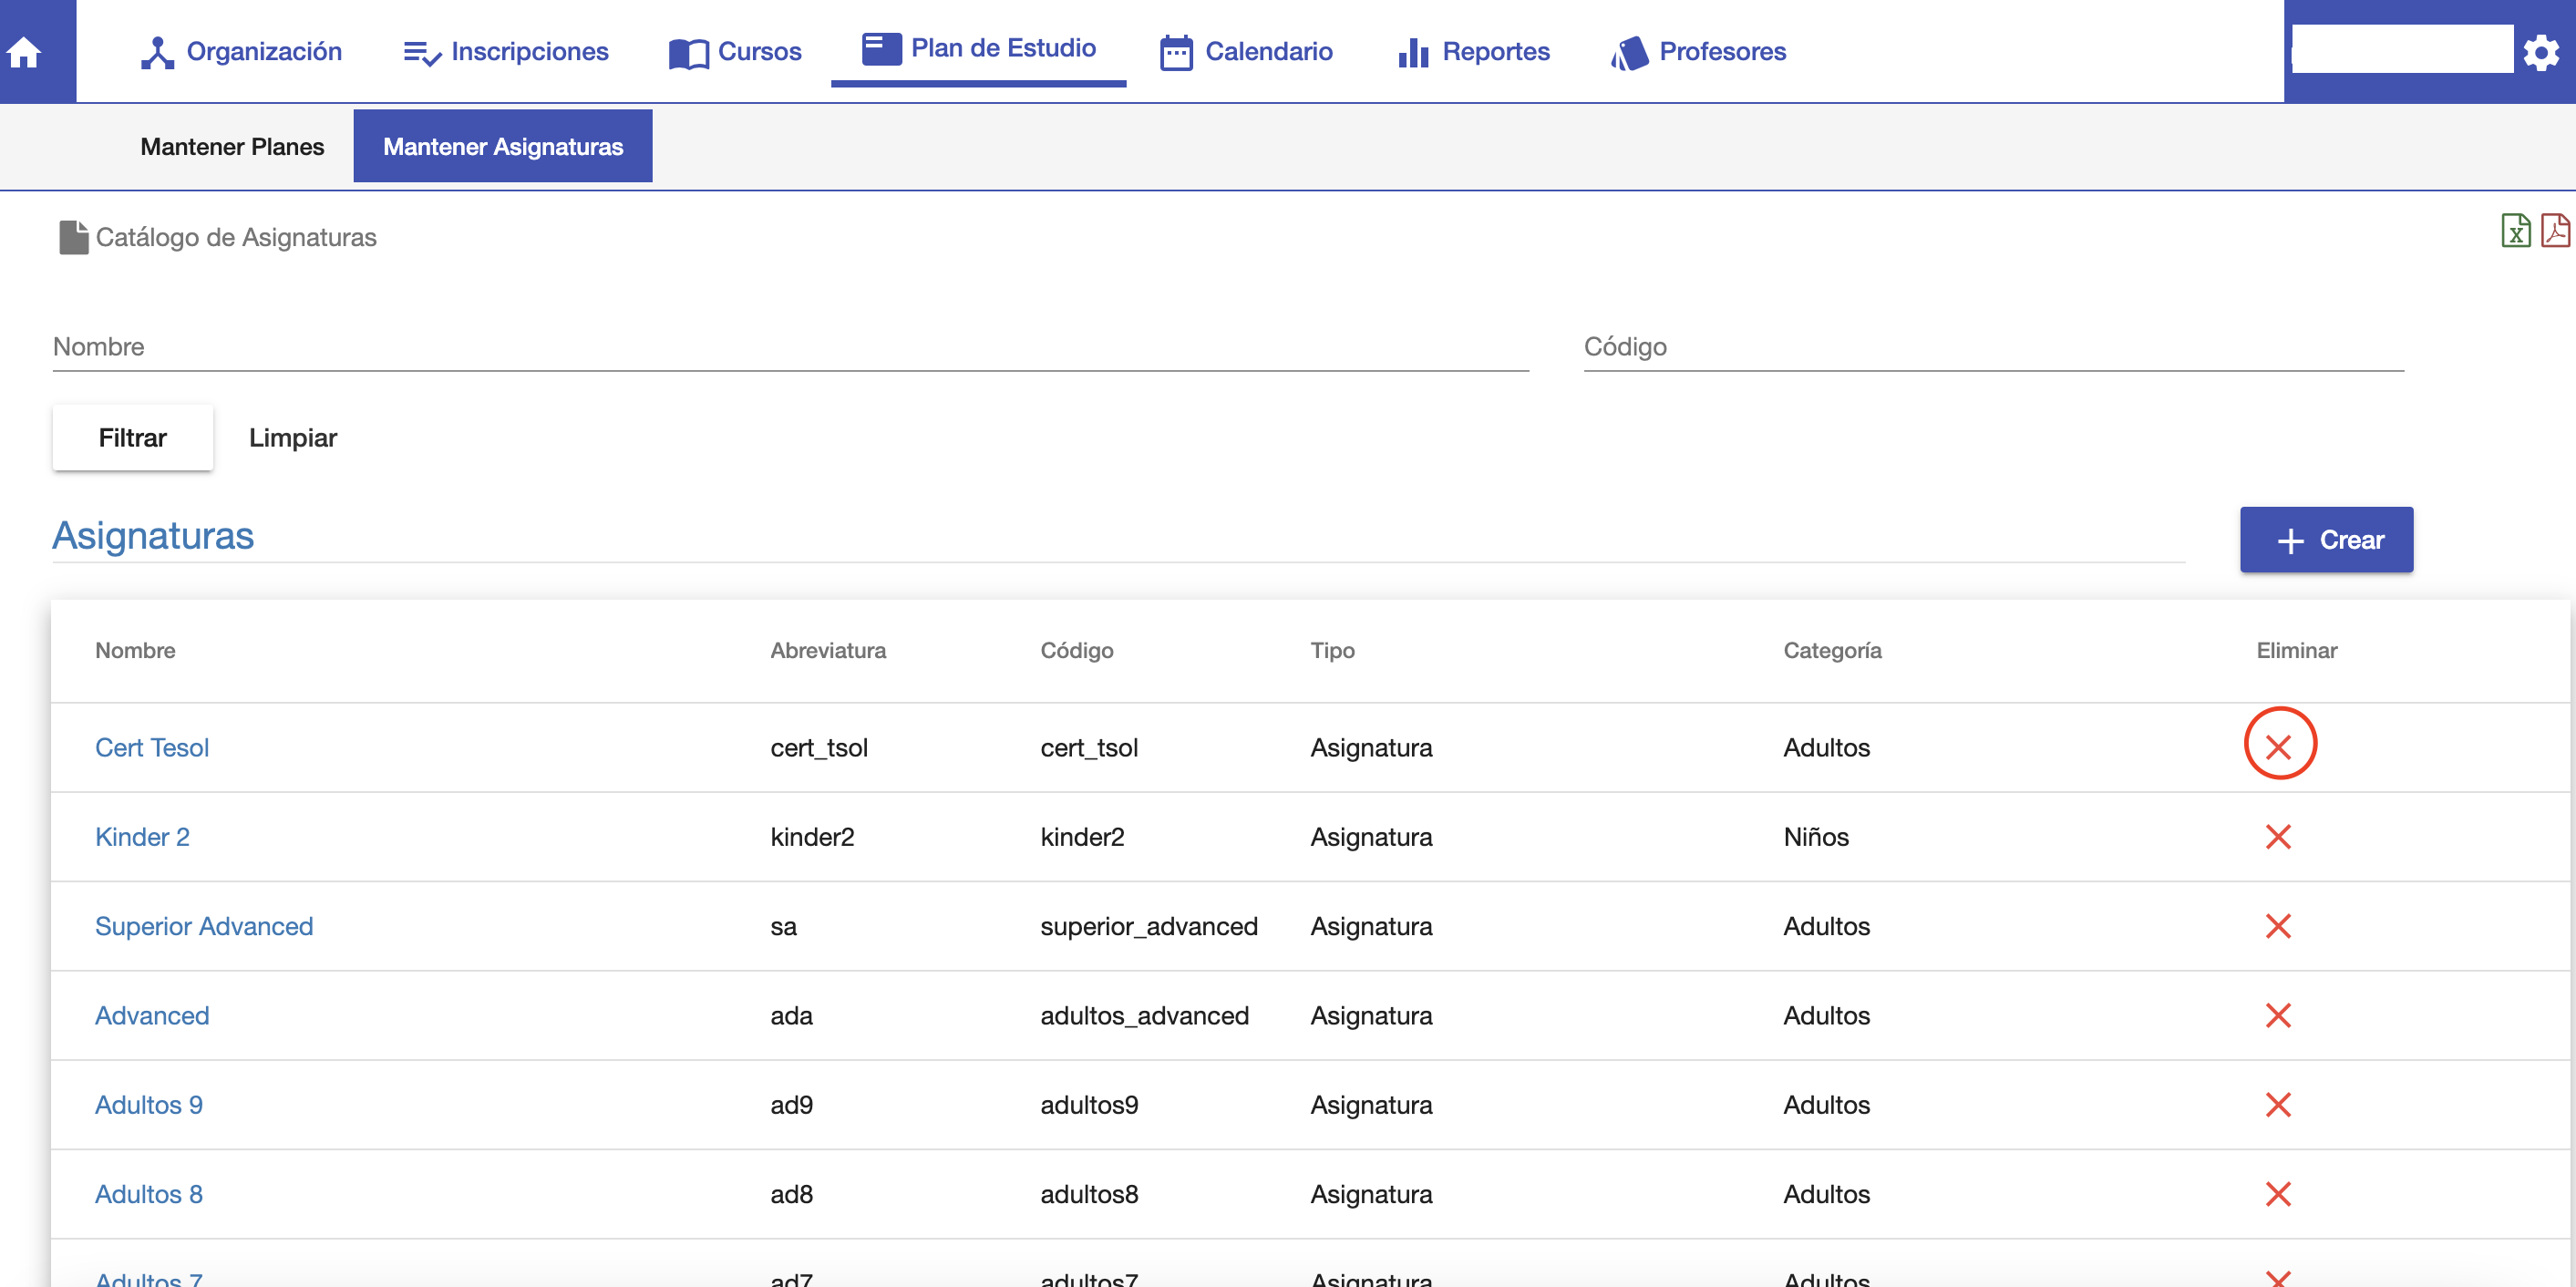 Organización Inscripciones Cursos Plan de Estudio Calendario Reportes Profesores
Mantener Planes Mantener Asignaturas
Catálogo de Asignaturas
Nombre Código
Filtrar Limpiar
Asignaturas + Crear
Nombre Abreviatura Código Tipo Categoría Eliminar
Cert Tesol cert_tsol cert_tsol Asignatura Adultos
Kinder 2 kinder2 kinder2 Asignatura Niños
Superior Advanced sa superior_advanced Asignatura Adultos
Advanced ada adultos_advanced Asignatura Adultos
Adultos 9 ad9 adultos9 Asignatura Adultos
Adultos 8 ad8 adultos8 Asignatura Adultos
Adultos 7 ad7 adultos7 Asignatura Adultos